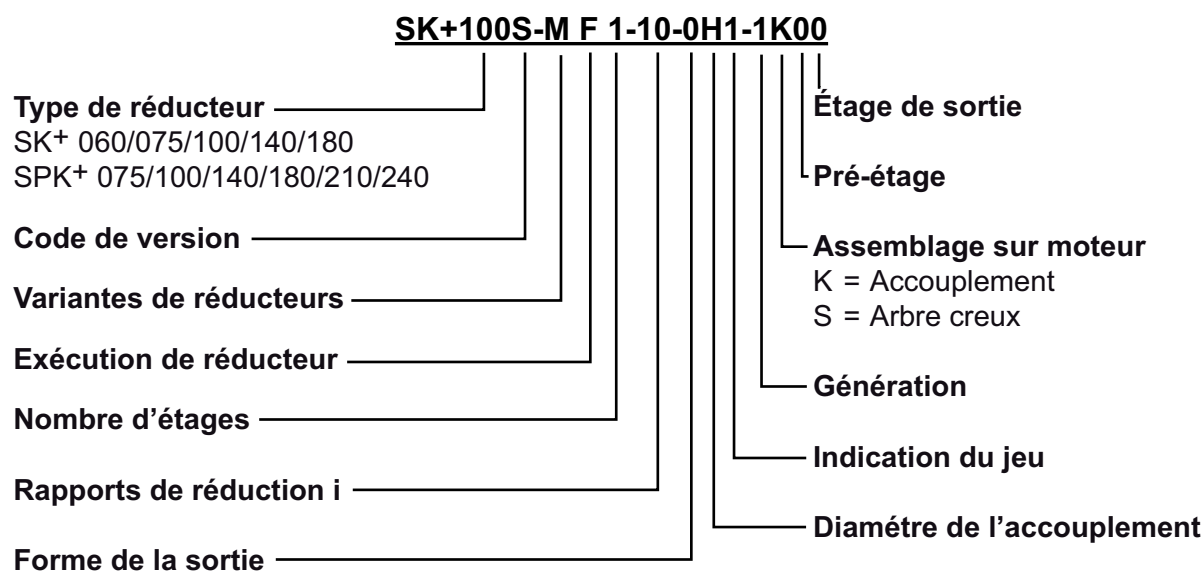 SK+100S-M F 1-10-0H1-1K00
Type de réducteur
SK+ 060/075/100/140/180
SPK+ 075/100/140/180/210/240
Code de version
Variantes de réducteurs
Exécution de réducteur
Nombre d’étages
Rapports de réduction i
Forme de la sortie
Étage de sortie
Pré-étage
Assemblage sur moteur
K = Accouplement
S = Arbre creux
Génération
Indication du jeu
Diamétre de l’accouplement